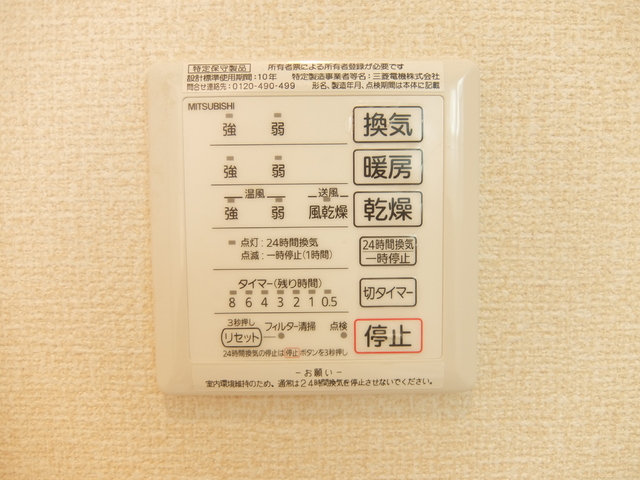 特定保守製品 所有者票による所有者登録が必要です
設計標準使用期間:10年 特定製造事業者等名:三菱電機株式会社
問合せ連絡先:0120-490-499 形名、製造年月、点検期間は本体に記載
MITSUBISHI
強 弱 換気
強 弱 暖房
温風 送風
強 弱 風乾燥 乾燥
点灯:24時間換気
点滅:一時停止(1時間)
24時間換気
一時停止
タイマー(残り時間)
8 6 4 3 2 1 0.5
切タイマー
3秒押し
リセット フィルター清掃 点検
停止
24時間換気の停止は停止ボタンを3秒押し
-お願い-
室内環境維持のため、通常は24時間換気を停止させないでください。